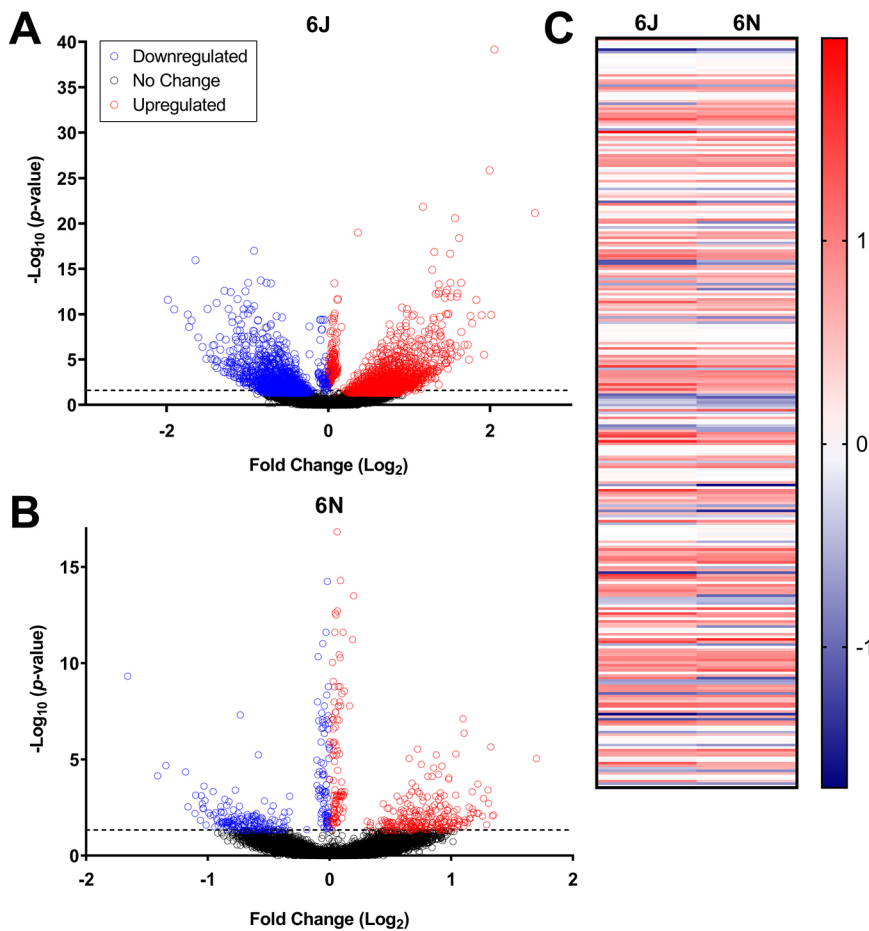 A
6J
Downregulated
No Change
Upregulated
40
35
30
25
20
15
10
5
0
-Log10 (p-value)
-2
0
2
Fold Change (Log2)
B
6N
15
10
5
0
-Log10 (p-value)
-2
-1
0
1
2
Fold Change (Log2)
C
6J
6N
1
0
-1